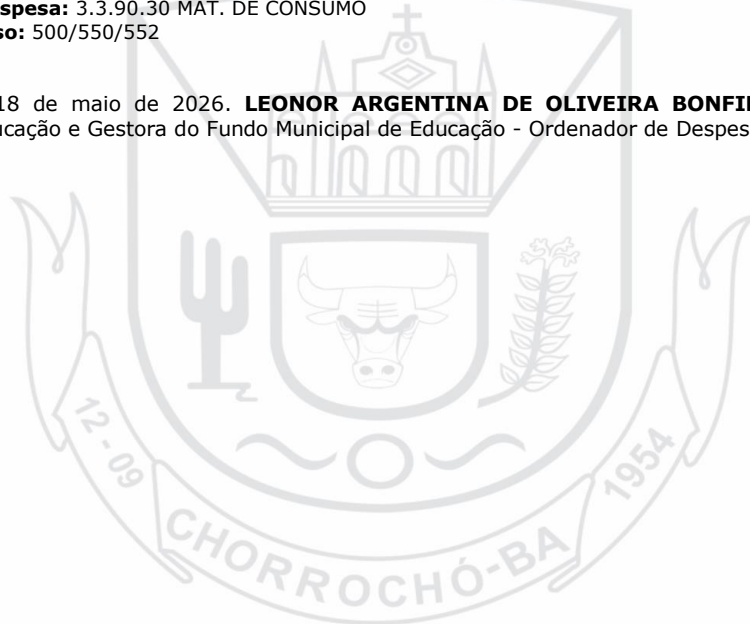 spesa: 3.3.90.30 MAT. DE CONSUMO
so: 500/550/552
18 de maio de 2026. LEONOR ARGENTINA DE OLIVEIRA BONFI
ucação e Gestora do Fundo Municipal de Educação - Ordenador de Despes
12 - 09
1954
CHORROCHÓ-BA